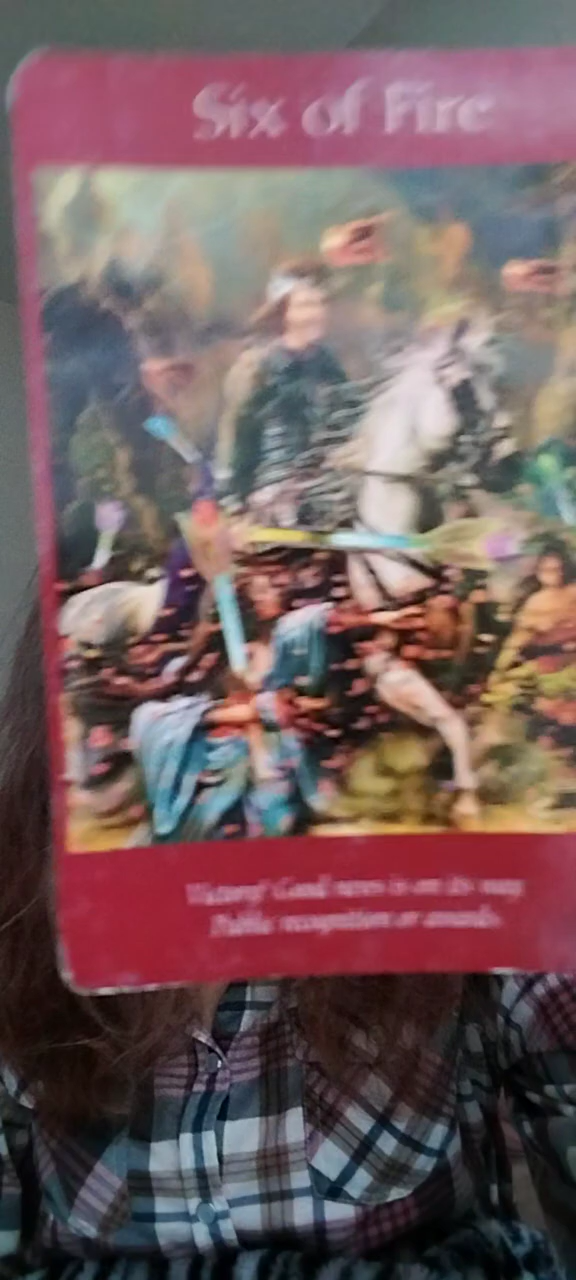 Six of Fire
Victory! Good news is on its way
Public recognition or awards.